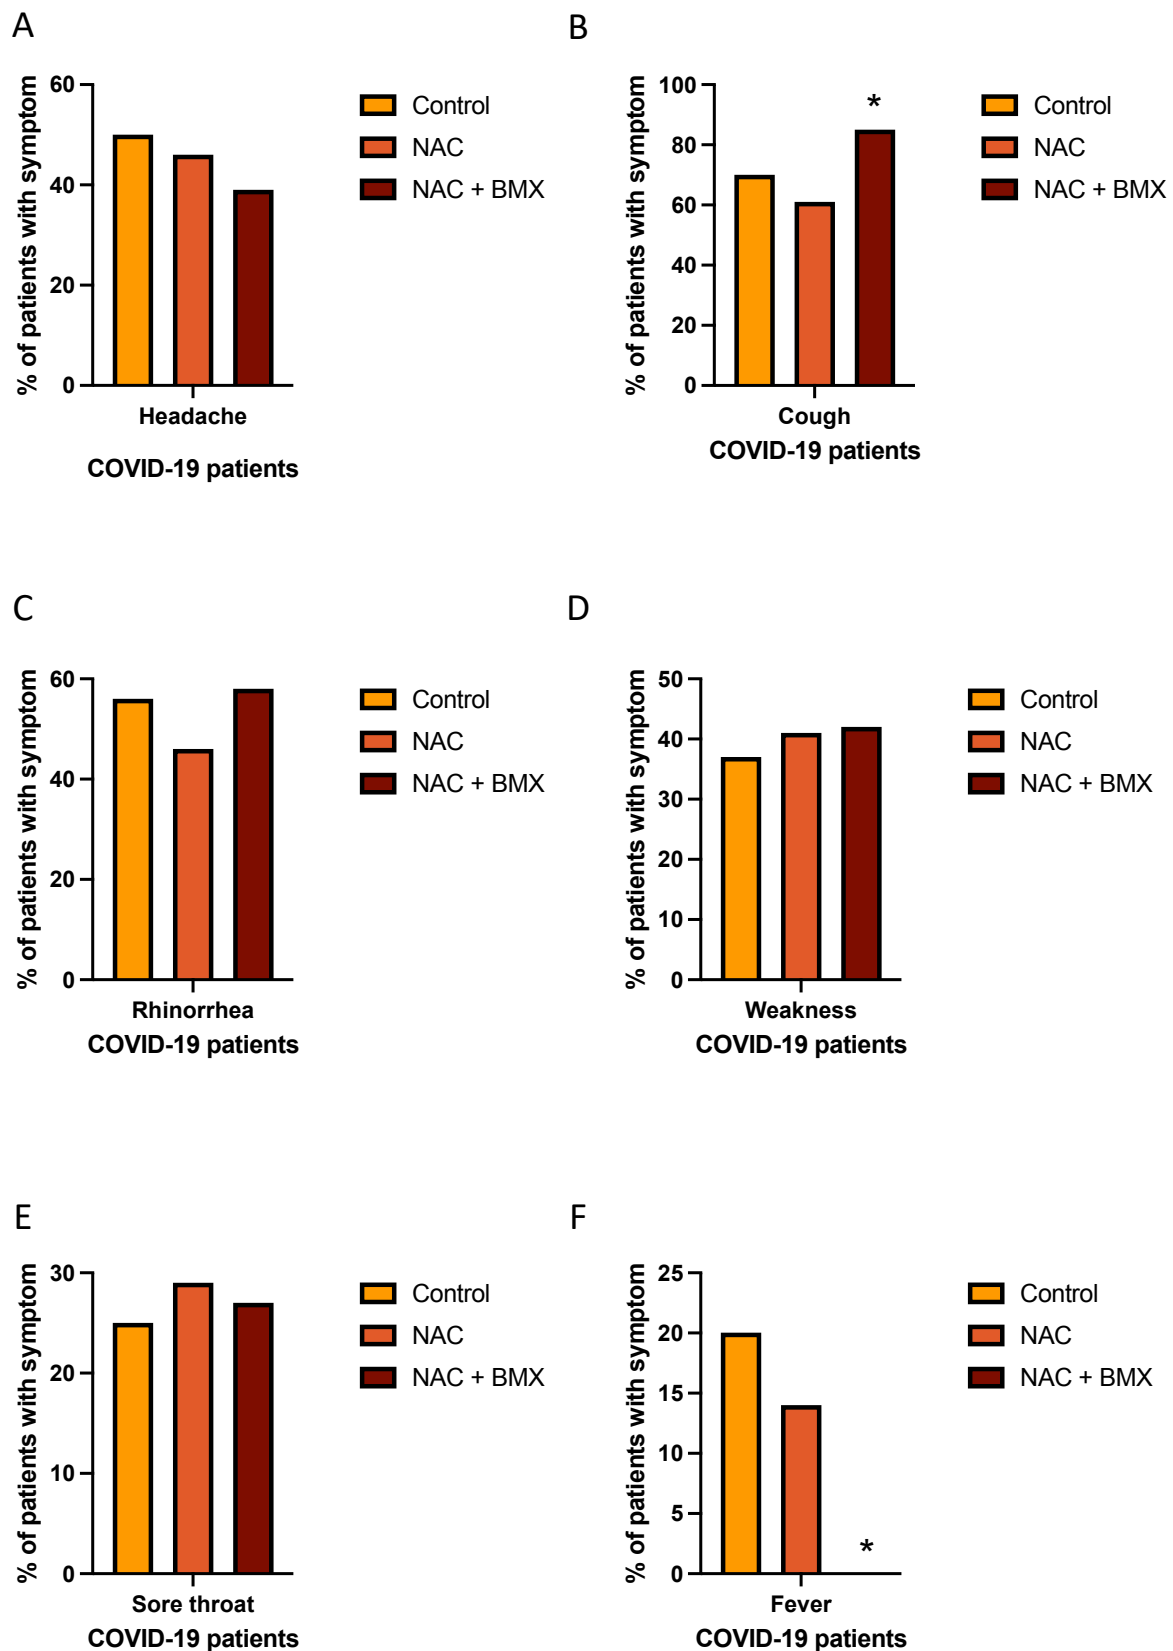 A
% of patients with symptom
60
40
20
0
Headache
COVID-19 patients
Control
NAC
NAC + BMX
B
% of patients with symptom
100
80
60
40
20
0
*
Cough
COVID-19 patients
Control
NAC
NAC + BMX
C
% of patients with symptom
60
40
20
0
Rhinorrhea
COVID-19 patients
Control
NAC
NAC + BMX
D
% of patients with symptom
50
40
30
20
10
0
Weakness
COVID-19 patients
Control
NAC
NAC + BMX
E
% of patients with symptom
30
20
10
0
Sore throat
COVID-19 patients
Control
NAC
NAC + BMX
F
% of patients with symptom
25
20
15
10
5
0
*
Fever
COVID-19 patients
Control
NAC
NAC + BMX